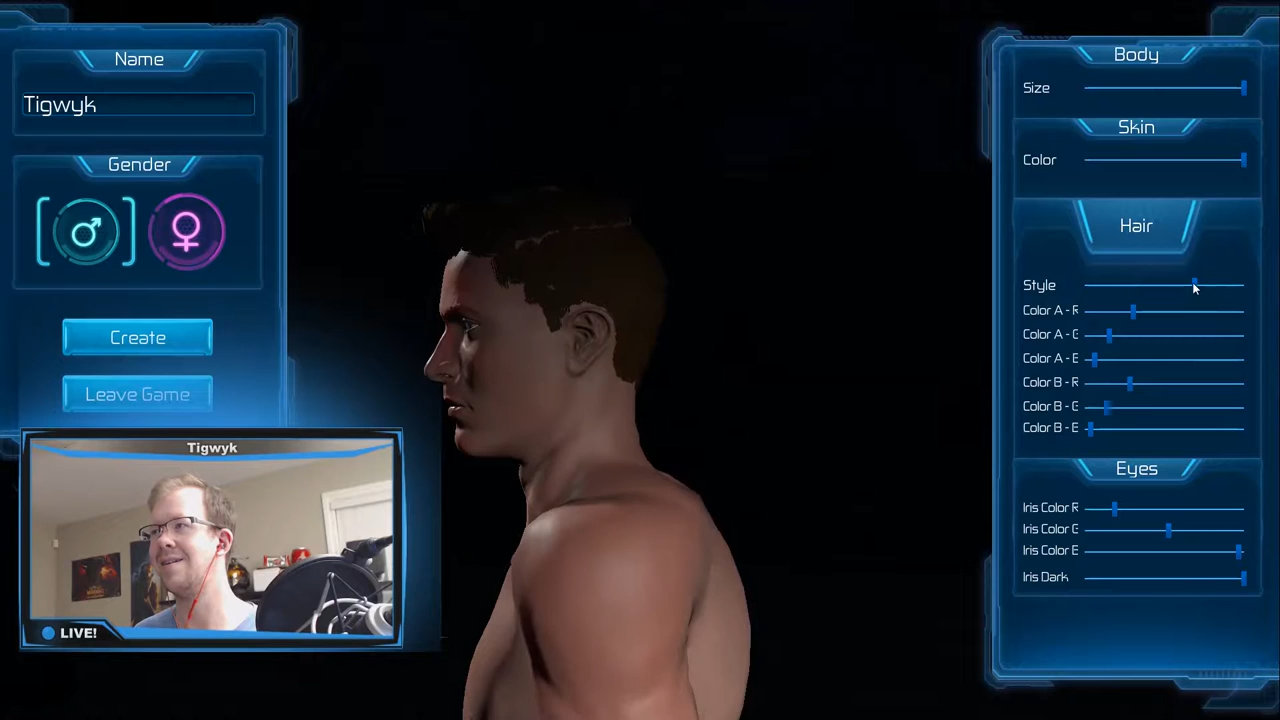 Name
Tigwyk
Gender
Create
Leave Game
Tigwyk
LIVE!
Body
Size
Skin
Color
Hair
Style
Color A - R
Color A - G
Color A - B
Color B - R
Color B - G
Color B - B
Eyes
Iris Color R
Iris Color G
Iris Color B
Iris Dark